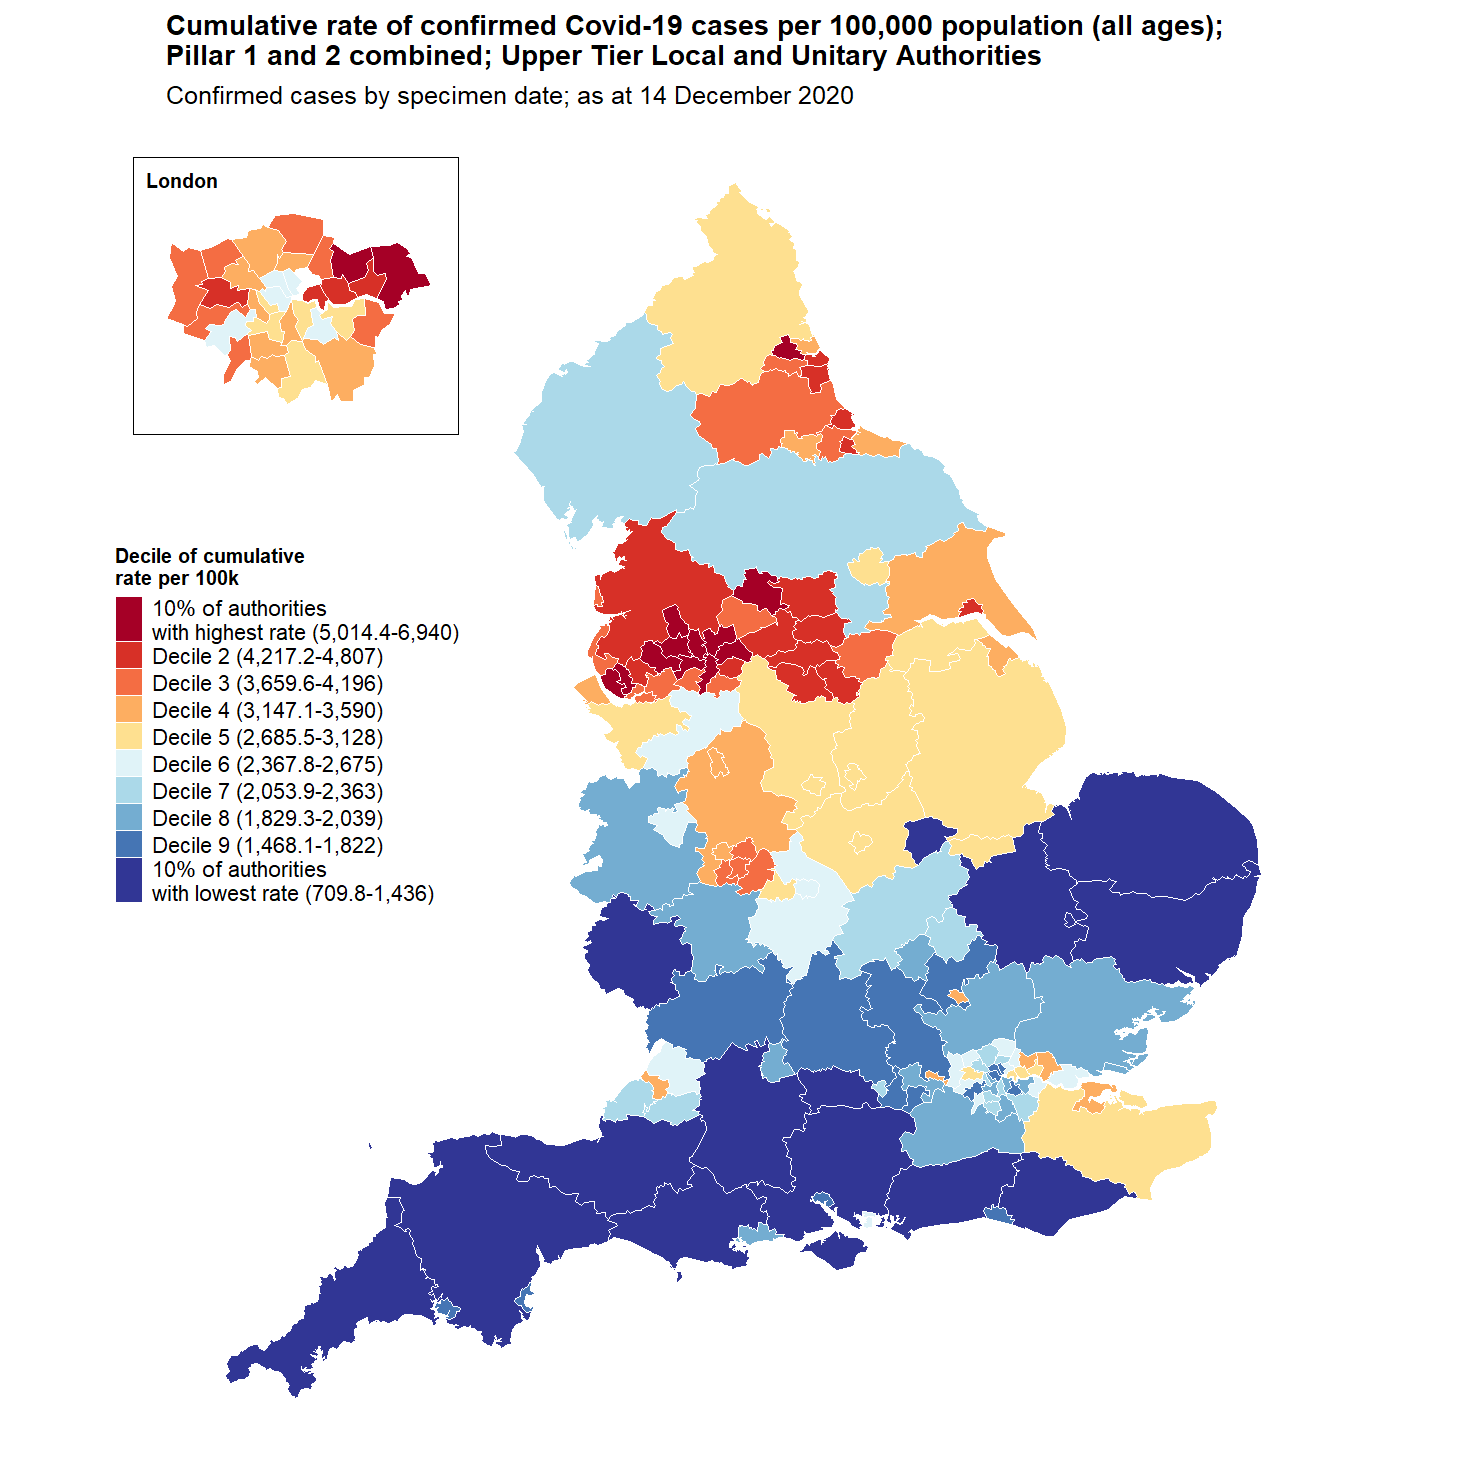 Cumulative rate of confirmed Covid-19 cases per 100,000 population (all ages);
Pillar 1 and 2 combined; Upper Tier Local and Unitary Authorities
Confirmed cases by specimen date; as at 14 December 2020
London
Decile of cumulative
rate per 100k
10% of authorities
with highest rate (5,014.4-6,940)
Decile 2 (4,217.2-4,807)
Decile 3 (3,659.6-4,196)
Decile 4 (3,147.1-3,590)
Decile 5 (2,685.5-3,128)
Decile 6 (2,367.8-2,675)
Decile 7 (2,053.9-2,363)
Decile 8 (1,829.3-2,039)
Decile 9 (1,468.1-1,822)
10% of authorities
with lowest rate (709.8-1,436)